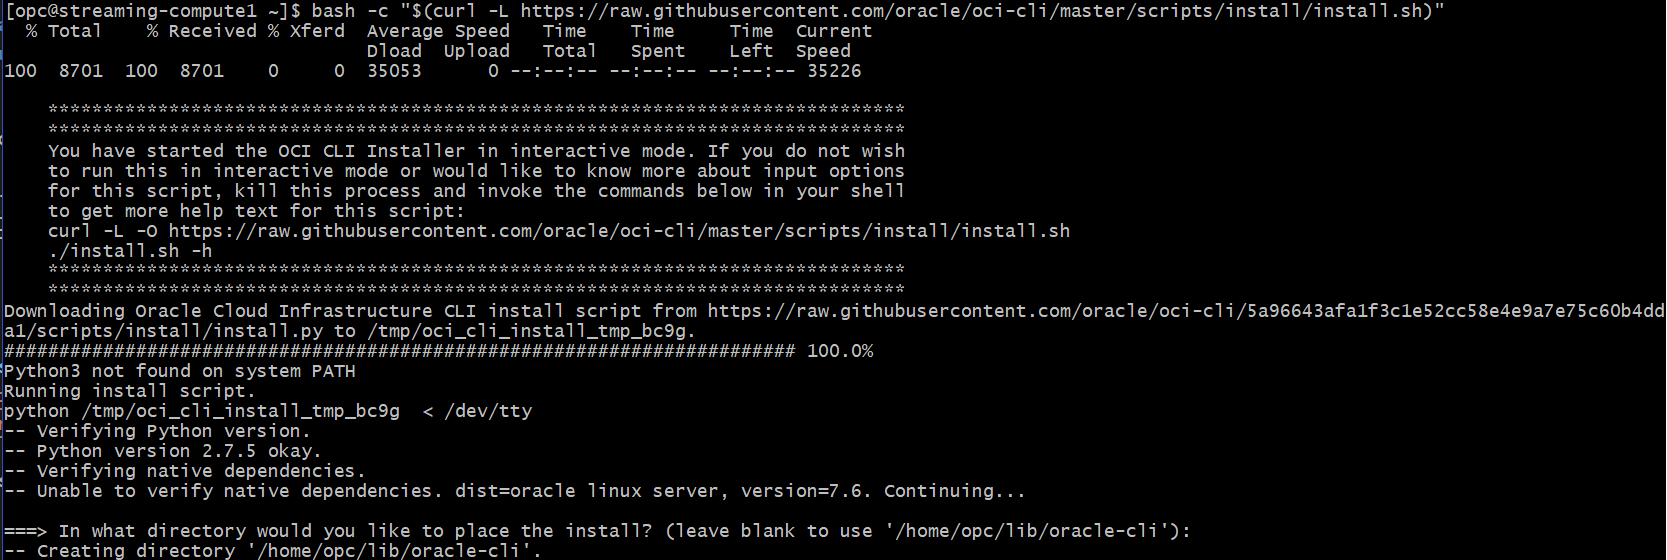 [opc@streaming-compute1 ~]$ bash -c "$(curl -L https://raw.githubusercontent.com/oracle/oci-cli/master/scripts/install/install.sh)"
  % Total    % Received % Xferd  Average Speed   Time    Time     Time  Current
                                 Dload  Upload   Total   Spent    Left  Speed
100  8701  100  8701    0     0  35053      0 --:--:-- --:--:-- --:--:-- 35226
    ******************************************************************************
    ******************************************************************************
    You have started the OCI CLI Installer in interactive mode. If you do not wish
    to run this in interactive mode or would like to know more about input options
    for this script, kill this process and invoke the commands below in your shell
    to get more help text for this script:
    curl -L -O https://raw.githubusercontent.com/oracle/oci-cli/master/scripts/install/install.sh
    ./install.sh -h
    ******************************************************************************
    ******************************************************************************
Downloading Oracle Cloud Infrastructure CLI install script from https://raw.githubusercontent.com/oracle/oci-cli/5a96643afa1f3c1e52cc58e4e9a7e75c60b4dd
a1/scripts/install/install.py to /tmp/oci_cli_install_tmp_bc9g.
######################################################################## 100.0%
Python3 not found on system PATH
Running install script.
python /tmp/oci_cli_install_tmp_bc9g  < /dev/tty
-- Verifying Python version.
-- Python version 2.7.5 okay.
-- Verifying native dependencies.
-- Unable to verify native dependencies. dist=oracle linux server, version=7.6. Continuing...
===> In what directory would you like to place the install? (leave blank to use '/home/opc/lib/oracle-cli'):
-- Creating directory '/home/opc/lib/oracle-cli'.